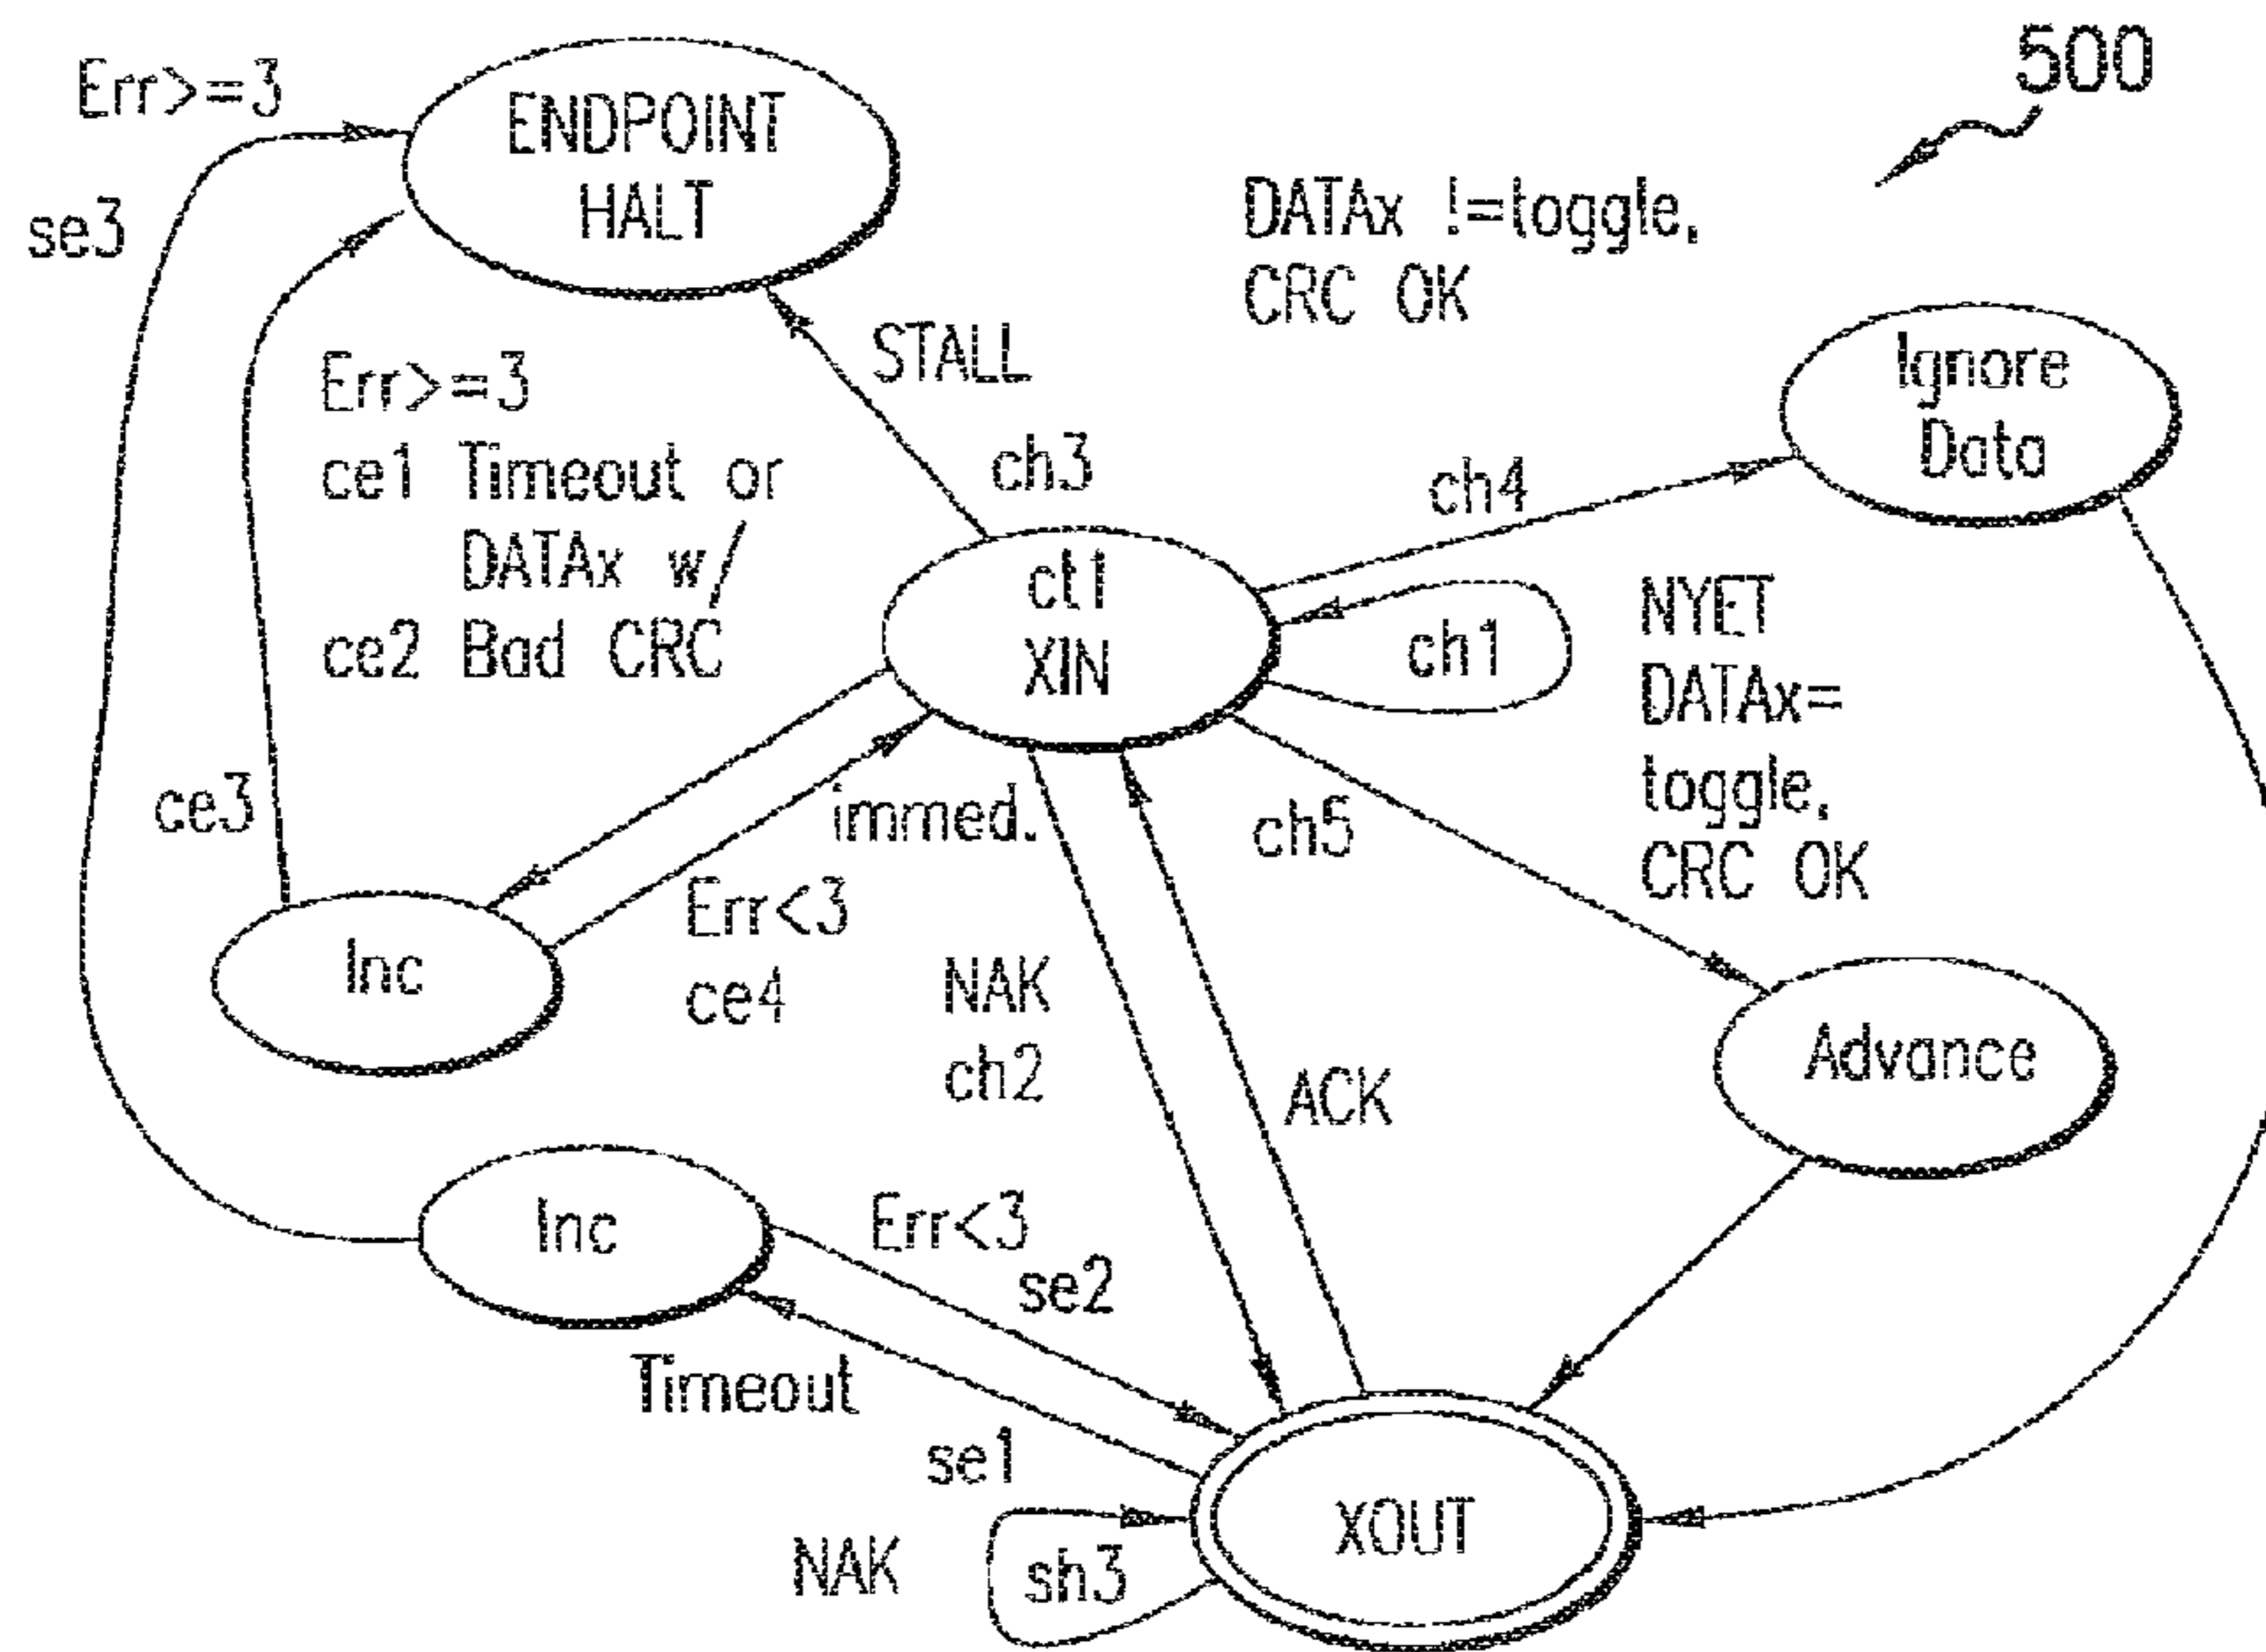 500
Err>=3
ENDPOINT
HALT
se3
DATAx !=toggle,
CRC OK
STALL
Ignore
Data
Err>=3
ce1 Timeout or
DATAx w/
ce2 Bad CRC
ch3
ch4
ct1
XIN
ch1
NYET
DATAx=
toggle,
CRC OK
ce3
immed.
ch5
Inc
Err<3
ce4
NAK
ch2
ACK
Advance
Inc
Err<3
se2
Timeout
se1
NAK
sh3
XOUT